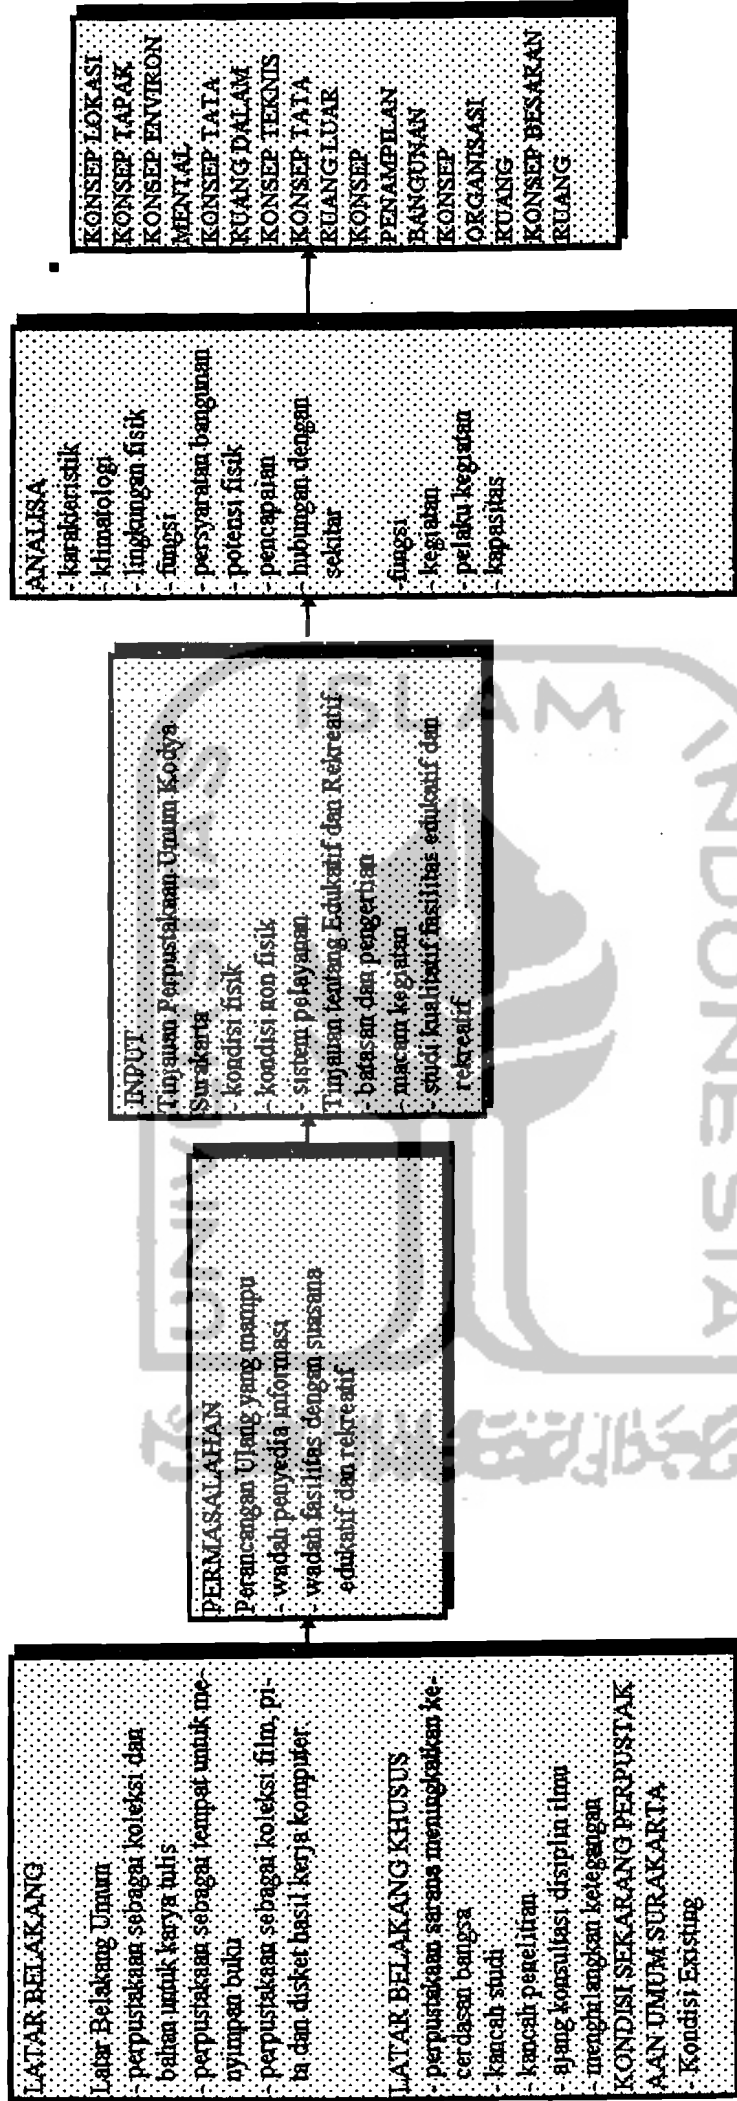 LATAR BELAKANG
Latar Belakang Umum
- perpustakaan sebagai koleksi dan
bahan untuk karya tulis
- perpustakaan sebagai tempat untuk me-
nyimpan buku
- perpustakaan sebagai koleksi film, pi-
ta dan disket hasil kerja komputer.
LATAR BELAKANG KHUSUS
- perpustakaan sarana meningkatkan ke-
cerdasan bangsa
- kancah studi
- kancah penelitian
- ajang konsultasi disiplin ilmu
- menghilangkan ketegangan
KONDISI SEKARANG PERPUSTAK
AAN UMUM SURAKARTA
- Kondisi Existing
PERMASALAHAN
Perancangan Ulang yang mampu
- wadah penyedia informasi
- wadah fasilitas dengan suasana
edukatif dan rekreatif
INPUT
Tinjauan Perpustakaan Umum Kodya
Surakarta
- kondisi fisik
- kondisi non fisik
- sistem pelayanan
Tinjauan tentang Edukatif dan Rekreatif
- batasan dan pengertian
- macam kegiatan
- studi kualitatif fasilitas edukatif dan
rekreatif
ANALISA
- karakteristik
- klimatologi
- lingkungan fisik
- fungsi
- persyaratan bangunan
- potensi fisik
- pencapaian
- hubungan dengan
sekitar
- fungsi
- kegiatan
- pelaku kegiatan
- kapasitas
KONSEP LOKASI
KONSEP TAPAK
KONSEP ENVIRON
MENTAL
KONSEP TATA
RUANG DALAM
KONSEP TEKNIS
KONSEP TATA
RUANG LUAR
KONSEP
PENAMPILAN
BANGUNAN
KONSEP
ORGANISASI
RUANG
KONSEP BESARAN
RUANG
UNIVERSITAS
ISLAM
INDONESIA